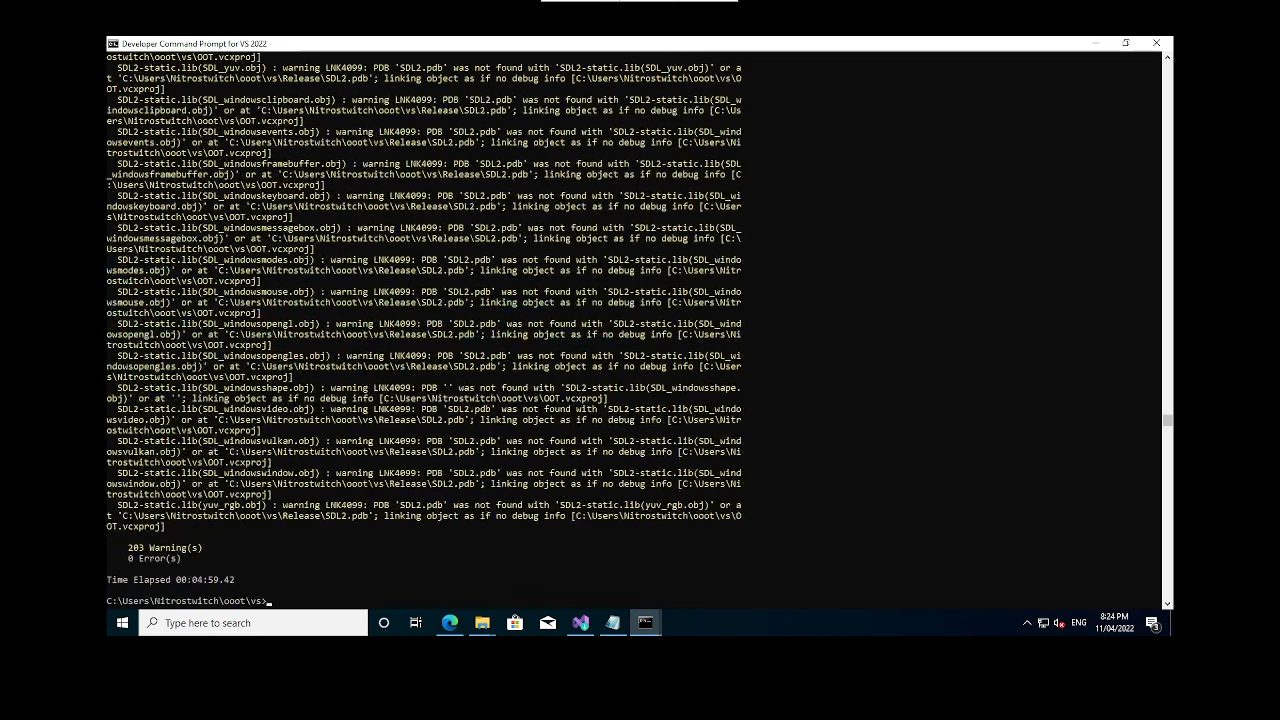 Developer Command Prompt for VS 2022
ostwitch\ooot\vs\OOT.vcxproj]
SDL2-static.lib(SDL_yuv.obj) : warning LNK4099: PDB 'SDL2.pdb' was not found with 'SDL2-static.lib(SDL_yuv.obj)' or a
t 'C:\Users\Nitrostwitch\ooot\vs\Release\SDL2.pdb'; linking object as if no debug info [C:\Users\Nitrostwitch\ooot\vs\O
OT.vcxproj]
SDL2-static.lib(SDL_windowsclipboard.obj) : warning LNK4099: PDB 'SDL2.pdb' was not found with 'SDL2-static.lib(SDL_w
indowsclipboard.obj)' or at 'C:\Users\Nitrostwitch\ooot\vs\Release\SDL2.pdb'; linking object as if no debug info [C:\Us
ers\Nitrostwitch\ooot\vs\OOT.vcxproj]
SDL2-static.lib(SDL_windowsevents.obj) : warning LNK4099: PDB 'SDL2.pdb' was not found with 'SDL2-static.lib(SDL_wind
owsevents.obj)' or at 'C:\Users\Nitrostwitch\ooot\vs\Release\SDL2.pdb'; linking object as if no debug info [C:\Users\Ni
trostwitch\ooot\vs\OOT.vcxproj]
SDL2-static.lib(SDL_windowsframebuffer.obj) : warning LNK4099: PDB 'SDL2.pdb' was not found with 'SDL2-static.lib(SDL
_windowsframebuffer.obj)' or at 'C:\Users\Nitrostwitch\ooot\vs\Release\SDL2.pdb'; linking object as if no debug info [C
:\Users\Nitrostwitch\ooot\vs\OOT.vcxproj]
SDL2-static.lib(SDL_windowskeyboard.obj) : warning LNK4099: PDB 'SDL2.pdb' was not found with 'SDL2-static.lib(SDL_wi
ndowskeyboard.obj)' or at 'C:\Users\Nitrostwitch\ooot\vs\Release\SDL2.pdb'; linking object as if no debug info [C:\User
s\Nitrostwitch\ooot\vs\OOT.vcxproj]
SDL2-static.lib(SDL_windowsmessagebox.obj) : warning LNK4099: PDB 'SDL2.pdb' was not found with 'SDL2-static.lib(SDL_
windowsmessagebox.obj)' or at 'C:\Users\Nitrostwitch\ooot\vs\Release\SDL2.pdb'; linking object as if no debug info [C:\
Users\Nitrostwitch\ooot\vs\OOT.vcxproj]
SDL2-static.lib(SDL_windowsmodes.obj) : warning LNK4099: PDB 'SDL2.pdb' was not found with 'SDL2-static.lib(SDL_windo
wsmodes.obj)' or at 'C:\Users\Nitrostwitch\ooot\vs\Release\SDL2.pdb'; linking object as if no debug info [C:\Users\Nitr
ostwitch\ooot\vs\OOT.vcxproj]
SDL2-static.lib(SDL_windowsmouse.obj) : warning LNK4099: PDB 'SDL2.pdb' was not found with 'SDL2-static.lib(SDL_windo
wsmouse.obj)' or at 'C:\Users\Nitrostwitch\ooot\vs\Release\SDL2.pdb'; linking object as if no debug info [C:\Users\Nitr
ostwitch\ooot\vs\OOT.vcxproj]
SDL2-static.lib(SDL_windowsopengl.obj) : warning LNK4099: PDB 'SDL2.pdb' was not found with 'SDL2-static.lib(SDL_wind
owsopengl.obj)' or at 'C:\Users\Nitrostwitch\ooot\vs\Release\SDL2.pdb'; linking object as if no debug info [C:\Users\Ni
trostwitch\ooot\vs\OOT.vcxproj]
SDL2-static.lib(SDL_windowsopengles.obj) : warning LNK4099: PDB 'SDL2.pdb' was not found with 'SDL2-static.lib(SDL_wi
ndowsopengles.obj)' or at 'C:\Users\Nitrostwitch\ooot\vs\Release\SDL2.pdb'; linking object as if no debug info [C:\User
s\Nitrostwitch\ooot\vs\OOT.vcxproj]
SDL2-static.lib(SDL_windowsshape.obj) : warning LNK4099: PDB '' was not found with 'SDL2-static.lib(SDL_windowsshape.
obj)' or at ''; linking object as if no debug info [C:\Users\Nitrostwitch\ooot\vs\OOT.vcxproj]
SDL2-static.lib(SDL_windowsvideo.obj) : warning LNK4099: PDB 'SDL2.pdb' was not found with 'SDL2-static.lib(SDL_windo
wsvideo.obj)' or at 'C:\Users\Nitrostwitch\ooot\vs\Release\SDL2.pdb'; linking object as if no debug info [C:\Users\Nitr
ostwitch\ooot\vs\OOT.vcxproj]
SDL2-static.lib(SDL_windowsvulkan.obj) : warning LNK4099: PDB 'SDL2.pdb' was not found with 'SDL2-static.lib(SDL_wind
owsvulkan.obj)' or at 'C:\Users\Nitrostwitch\ooot\vs\Release\SDL2.pdb'; linking object as if no debug info [C:\Users\Ni
trostwitch\ooot\vs\OOT.vcxproj]
SDL2-static.lib(SDL_windowswindow.obj) : warning LNK4099: PDB 'SDL2.pdb' was not found with 'SDL2-static.lib(SDL_wind
owswindow.obj)' or at 'C:\Users\Nitrostwitch\ooot\vs\Release\SDL2.pdb'; linking object as if no debug info [C:\Users\Ni
trostwitch\ooot\vs\OOT.vcxproj]
SDL2-static.lib(yuv_rgb.obj) : warning LNK4099: PDB 'SDL2.pdb' was not found with 'SDL2-static.lib(yuv_rgb.obj)' or a
t 'C:\Users\Nitrostwitch\ooot\vs\Release\SDL2.pdb'; linking object as if no debug info [C:\Users\Nitrostwitch\ooot\vs\O
OT.vcxproj]
203 Warning(s)
0 Error(s)
Time Elapsed 00:04:59.42
C:\Users\Nitrostwitch\ooot\vs>
Type here to search
ENG
8:24 PM
11/04/2022
3